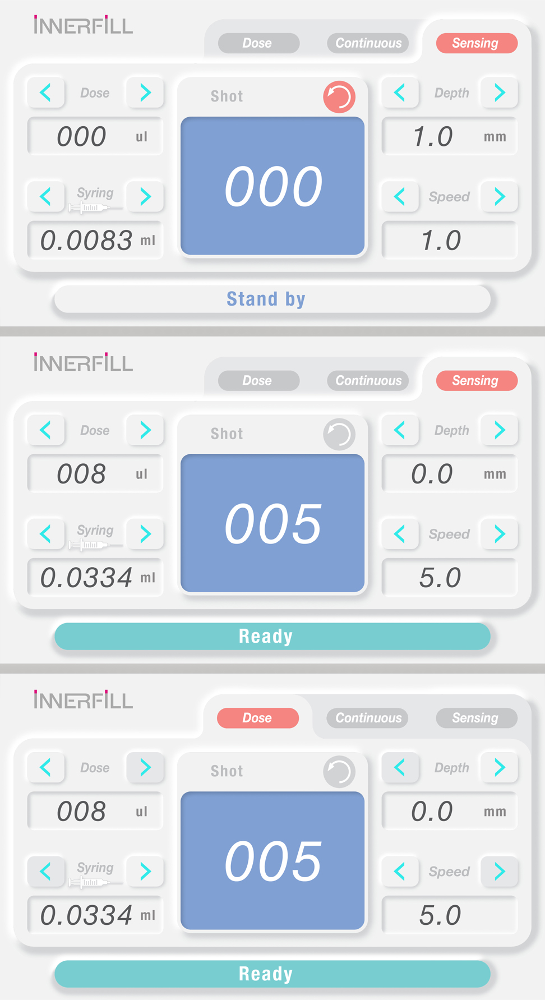 INNERFILL
Dose Continuous Sensing
Dose Shot Depth
000 ul 000 1.0 mm
Syring Speed
0.0083 ml 1.0
Stand by
INNERFILL
Dose Continuous Sensing
Dose Shot Depth
008 ul 005 0.0 mm
Syring Speed
0.0334 ml 5.0
Ready
INNERFILL
Dose Continuous Sensing
Dose Shot Depth
008 ul 005 0.0 mm
Syring Speed
0.0334 ml 5.0
Ready